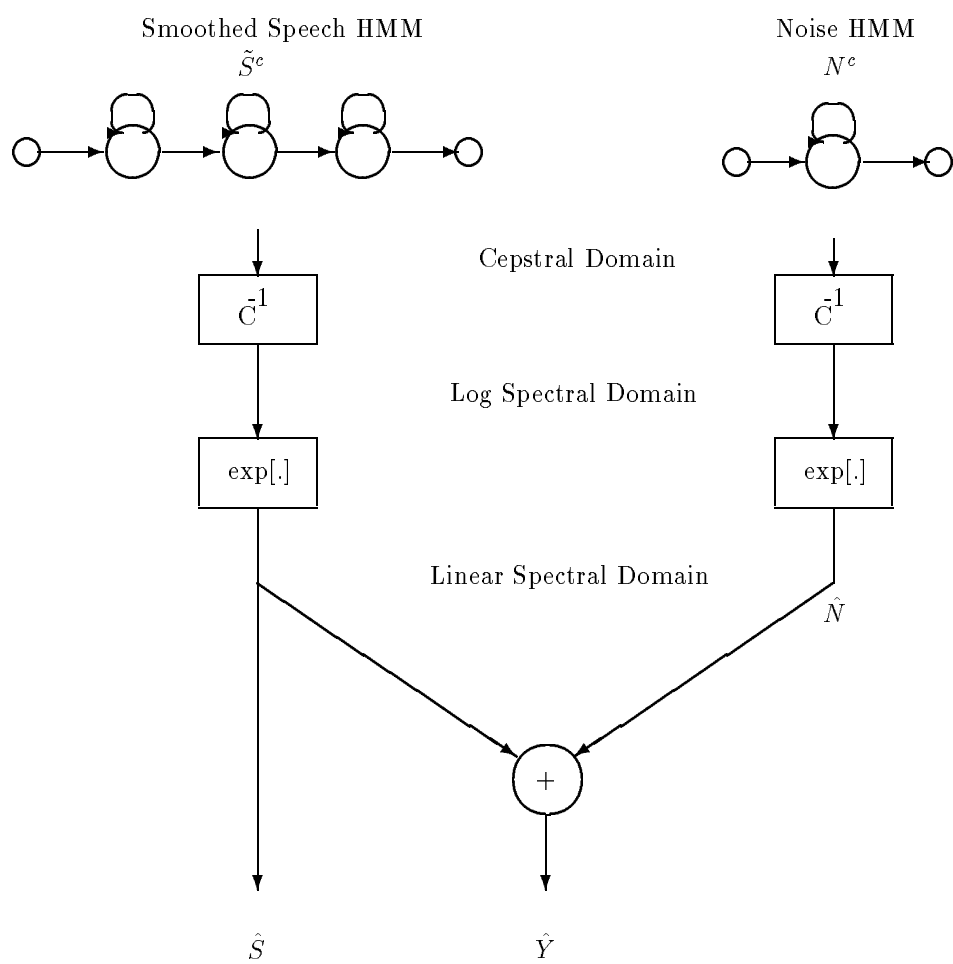 Smoothed Speech HMM
S̃ᶜ
Noise HMM
Nᶜ
Cepstral Domain
C⁻¹
C⁻¹
Log Spectral Domain
exp[.]
exp[.]
Linear Spectral Domain
N̂
+
Ŝ
Ŷ